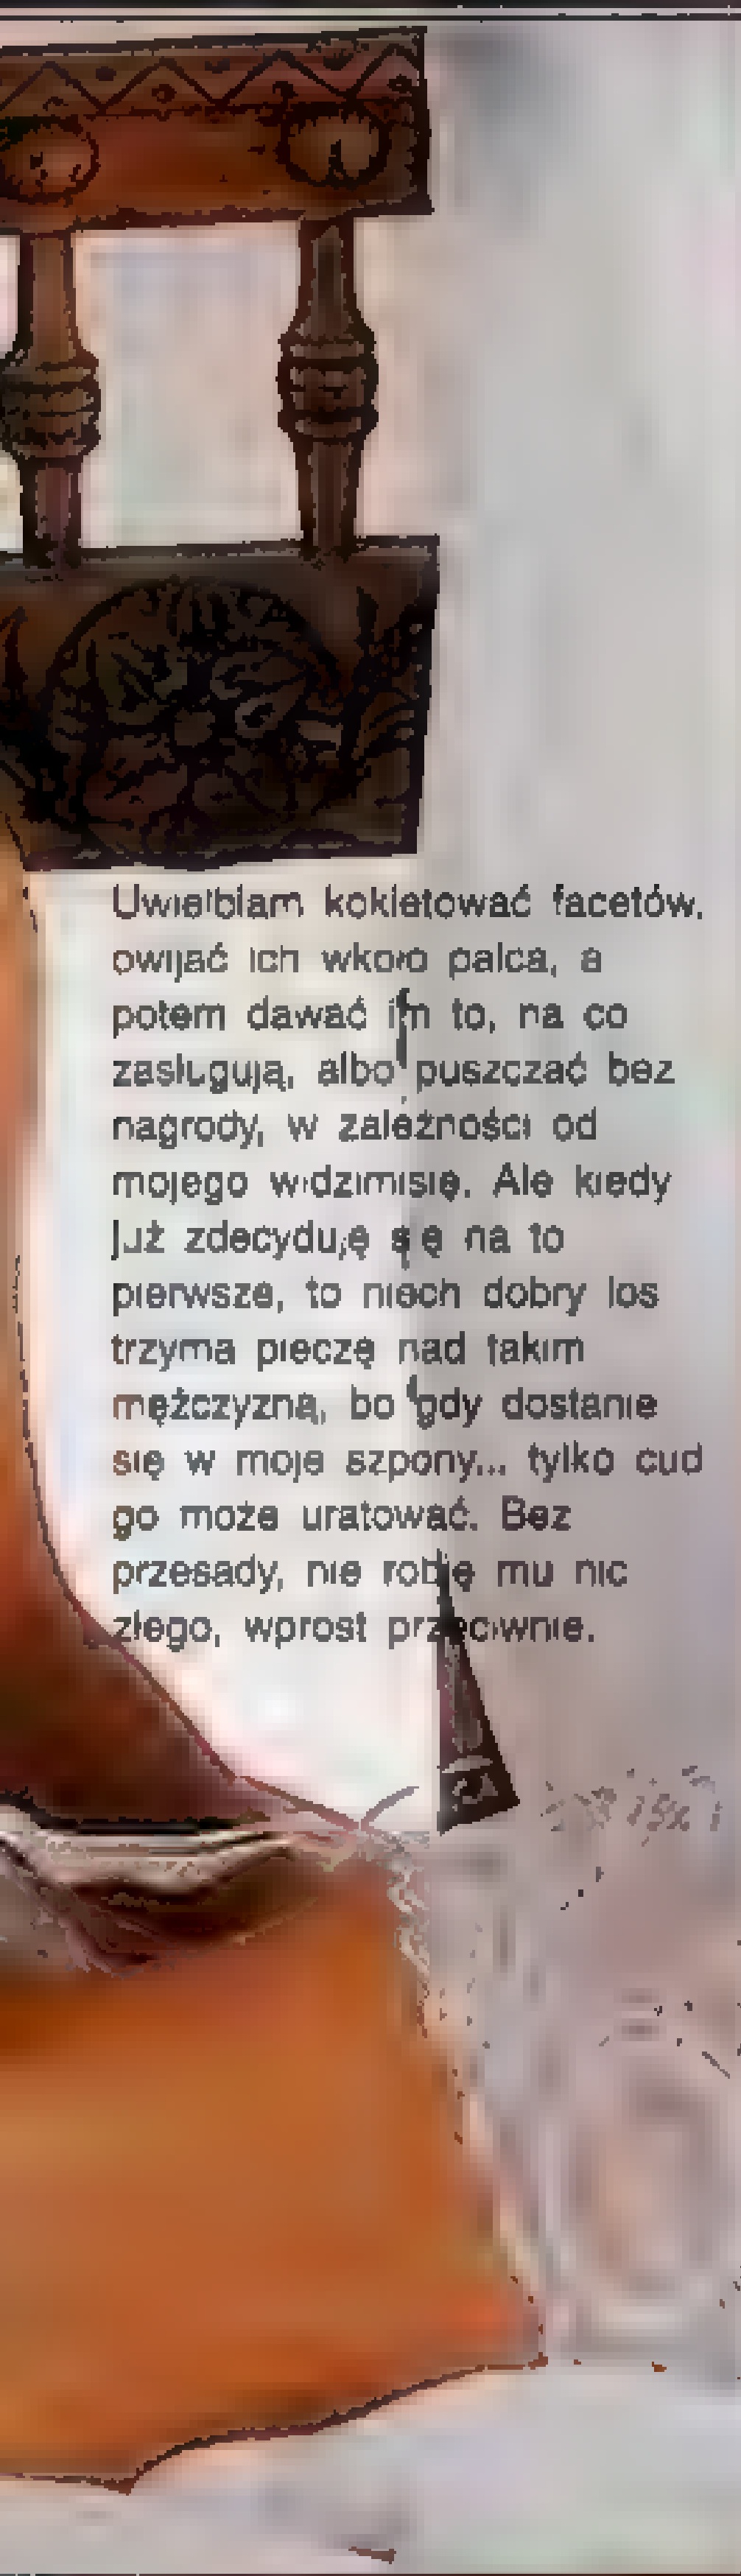 Uwielbiam kokietować facetów,
owijać ich wkoło palca, a
potem dawać im to, na co
zasługują, albo puszczać bez
nagrody, w zależności od
mojego widzimisię. Ale kiedy
już zdecyduję się na to
pierwsze, to niech dobry los
trzyma pieczę nad takim
mężczyzną, bo gdy dostanie
się w moje szpony... tylko cud
go może uratować. Bez
przesady, nie robię mu nic
złego, wprost przeciwnie.